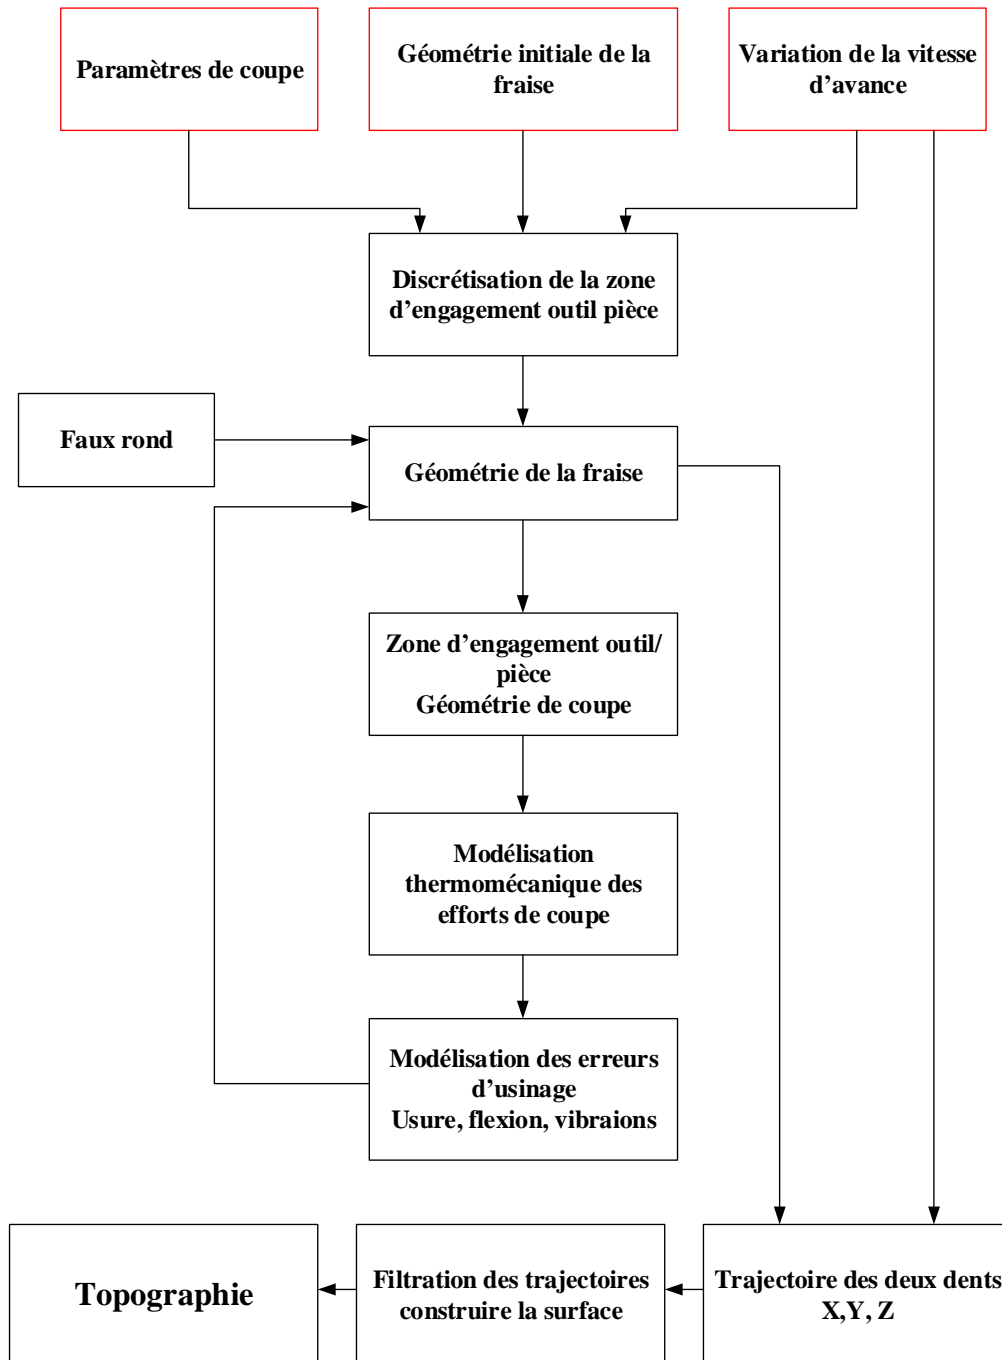 Paramètres de coupe
Géométrie initiale de la
fraise
Variation de la vitesse
d’avance
Discrétisation de la zone
d’engagement outil pièce
Faux rond
Géométrie de la fraise
Zone d’engagement outil/
pièce
Géométrie de coupe
Modélisation
thermomécanique des
efforts de coupe
Modélisation des erreurs
d’usinage
Usure, flexion, vibraions
Topographie
Filtration des trajectoires
construire la surface
Trajectoire des deux dents
X,Y, Z